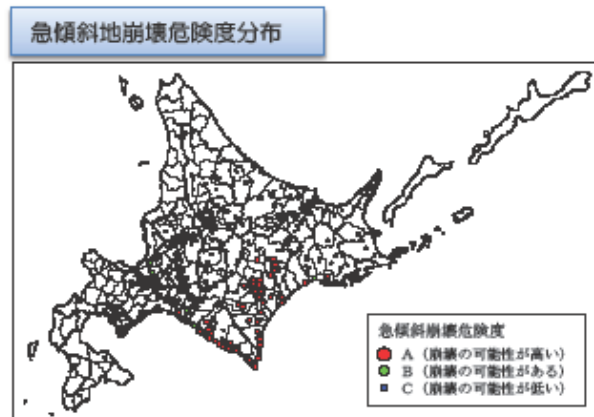 急傾斜地崩壊危険度分布
急傾斜崩壊危険度
A（崩壊の可能性が高い）
B（崩壊の可能性がある）
C（崩壊の可能性が低い）